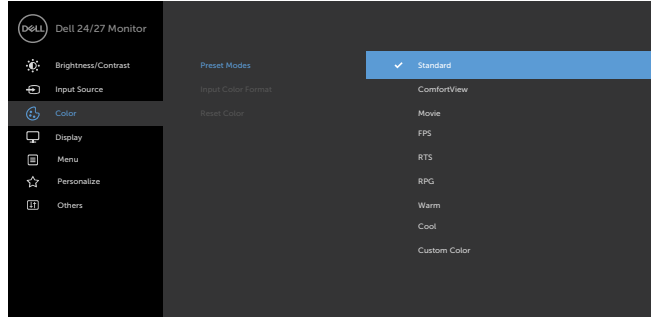 DELL Dell 24/27 Monitor
Brightness/Contrast Preset Modes Standard
Input Source Input Color Format ComfortView
Color Reset Color Movie
Display FPS
Menu RTS
Personalize RPG
Others Warm
Cool
Custom Color